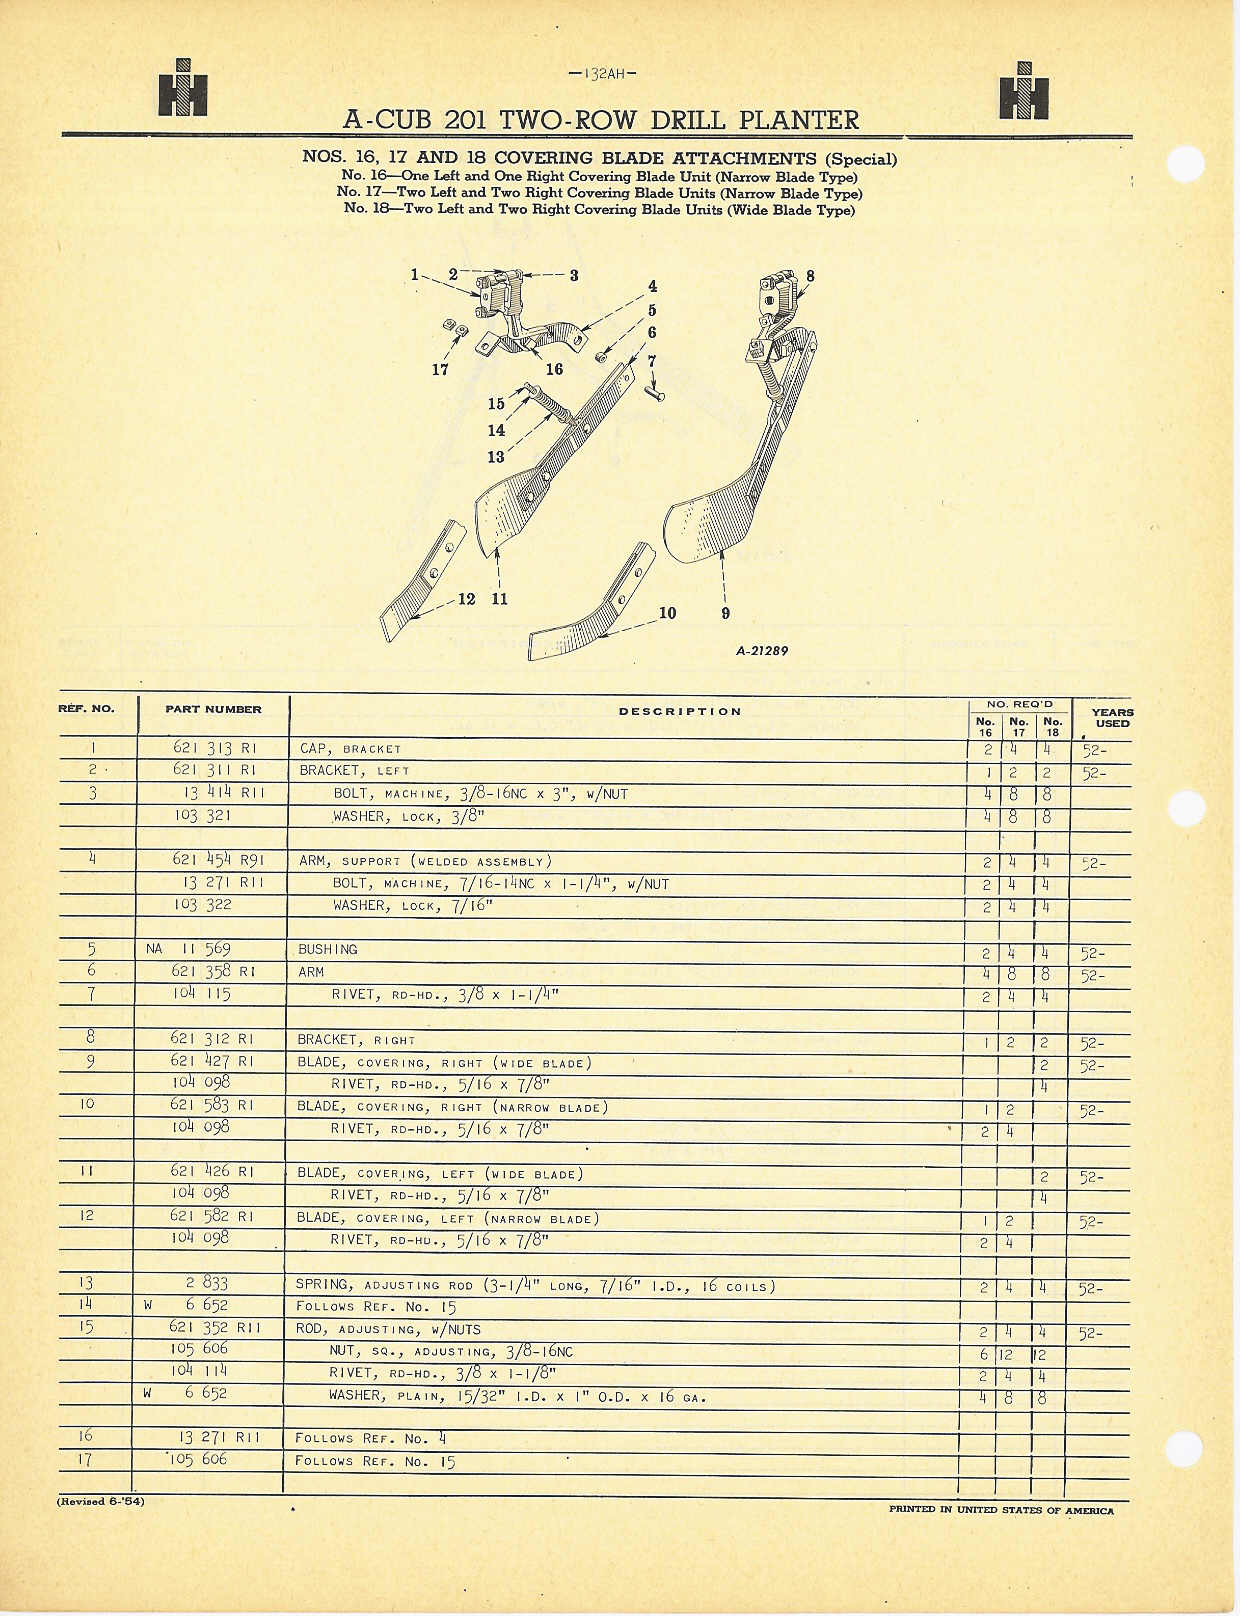 —132AH—
A-CUB 201 TWO-ROW DRILL PLANTER
NOS. 16, 17 AND 18 COVERING BLADE ATTACHMENTS (Special)
No. 16—One Left and One Right Covering Blade Unit (Narrow Blade Type)
No. 17—Two Left and Two Right Covering Blade Units (Narrow Blade Type)
No. 18—Two Left and Two Right Covering Blade Units (Wide Blade Type)
1 2 3 8
4
5
6
17 16 7
15
14
13
12 11 10 9
A-21289
REF. NO. PART NUMBER DESCRIPTION NO. REQ'D YEARS USED
No. 16 No. 17 No. 18
1 621 313 R1 CAP, BRACKET 2 4 4 52-
2 621 311 R1 BRACKET, LEFT 1 2 2 52-
3 13 414 R11 BOLT, MACHINE, 3/8-16NC x 3", w/NUT 4 8 8
103 321 WASHER, LOCK, 3/8" 4 8 8
4 621 454 R91 ARM, SUPPORT (WELDED ASSEMBLY) 2 4 4 52-
13 271 R11 BOLT, MACHINE, 7/16-14NC x 1-1/4", w/NUT 2 4 4
103 322 WASHER, LOCK, 7/16" 2 4 4
5 NA 11 569 BUSHING 2 4 4 52-
6 621 358 R1 ARM 4 8 8 52-
7 104 115 RIVET, RD-HD., 3/8 x 1-1/4" 2 4 4
8 621 312 R1 BRACKET, RIGHT 1 2 2 52-
9 621 427 R1 BLADE, COVERING, RIGHT (WIDE BLADE) 2 52-
104 098 RIVET, RD-HD., 5/16 x 7/8" 4
10 621 583 R1 BLADE, COVERING, RIGHT (NARROW BLADE) 1 2 52-
104 098 RIVET, RD-HD., 5/16 x 7/8" 2 4
11 621 426 R1 BLADE, COVERING, LEFT (WIDE BLADE) 2 52-
104 098 RIVET, RD-HD., 5/16 x 7/8" 4
12 621 582 R1 BLADE, COVERING, LEFT (NARROW BLADE) 1 2 52-
104 098 RIVET, RD-HD., 5/16 x 7/8" 2 4
13 2 833 SPRING, ADJUSTING ROD (3-1/4" LONG, 7/16" I.D., 16 COILS) 2 4 4 52-
14 W 6 652 FOLLOWS REF. NO. 15
15 621 352 R11 ROD, ADJUSTING, w/NUTS 2 4 4 52-
105 606 NUT, SQ., ADJUSTING, 3/8-16NC 6 12 12
104 114 RIVET, RD-HD., 3/8 x 1-1/8" 2 4 4
W 6 652 WASHER, PLAIN, 15/32" I.D. x 1" O.D. x 16 GA. 4 8 8
16 13 271 R11 FOLLOWS REF. NO. 4
17 105 606 FOLLOWS REF. NO. 15
(Revised 6-'54)
PRINTED IN UNITED STATES OF AMERICA